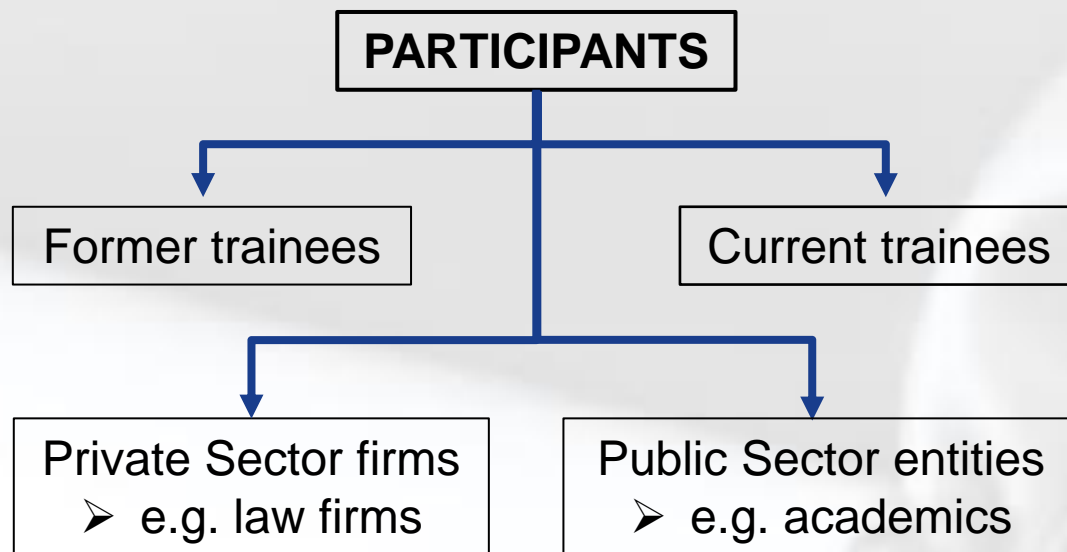 PARTICIPANTS
Former trainees
Current trainees
Private Sector firms
➢ e.g. law firms
Public Sector entities
➢ e.g. academics